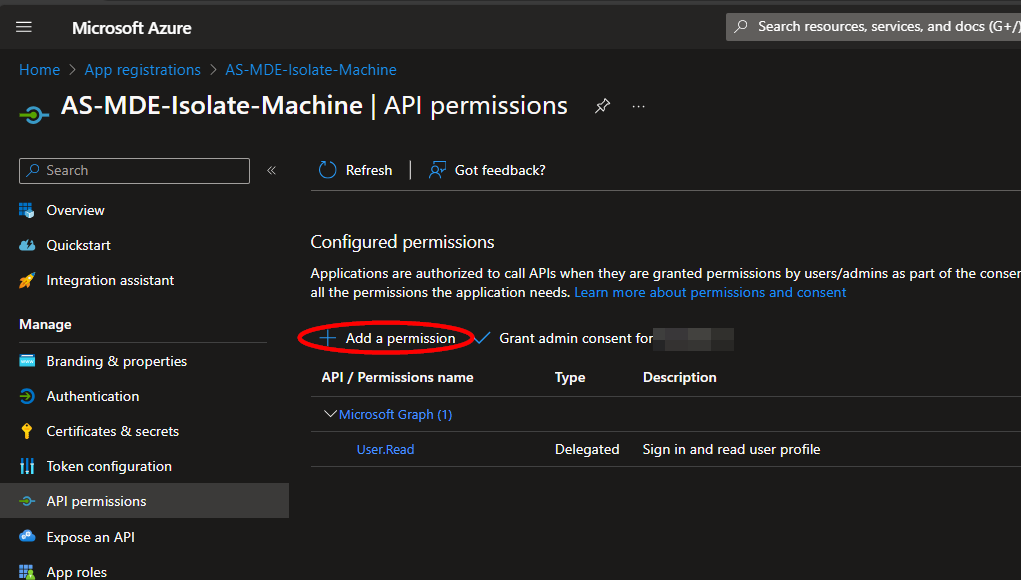 Microsoft Azure
Search resources, services, and docs (G+/)
Home > App registrations > AS-MDE-Isolate-Machine
AS-MDE-Isolate-Machine | API permissions
Search
Refresh
Got feedback?
Overview
Quickstart
Integration assistant
Manage
Branding & properties
Authentication
Certificates & secrets
Token configuration
API permissions
Expose an API
App roles
Configured permissions
Applications are authorized to call APIs when they are granted permissions by users/admins as part of the
all the permissions the application needs. Learn more about permissions and consent
Add a permission
Grant admin consent for
API / Permissions name Type Description
Microsoft Graph (1)
User.Read Delegated Sign in and read user profile